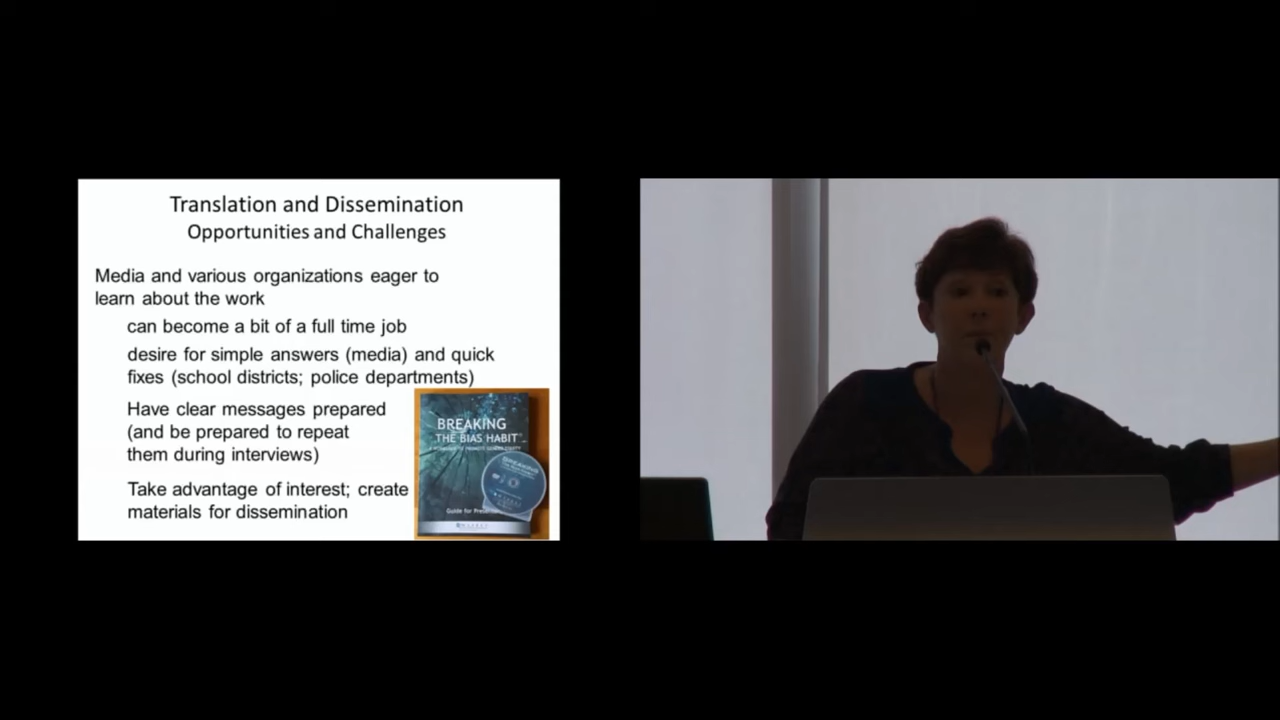 Translation and Dissemination
Opportunities and Challenges
Media and various organizations eager to
learn about the work
can become a bit of a full time job
desire for simple answers (media) and quick
fixes (school districts; police departments)
Have clear messages prepared
(and be prepared to repeat
them during interviews)
Take advantage of interest; create
materials for dissemination
BREAKING
THE BIAS HABIT
Guide for